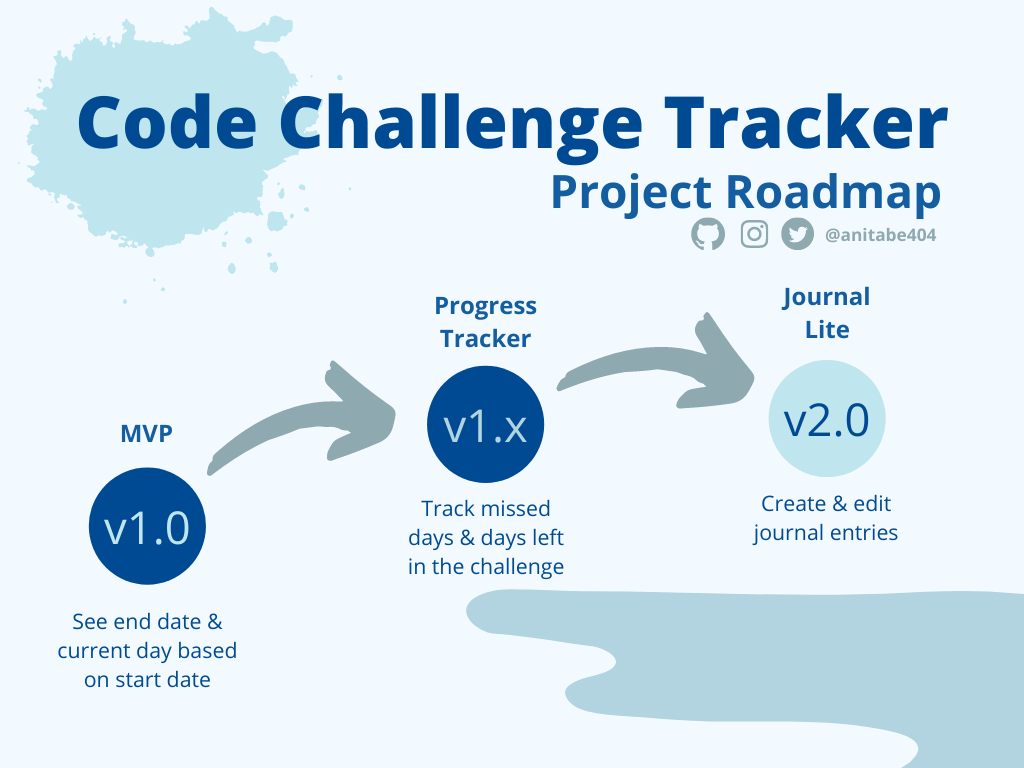 Code Challenge Tracker
Project Roadmap
@anitabe404
MVP
v1.0
See end date &
current day based
on start date
Progress
Tracker
v1.x
Track missed
days & days left
in the challenge
Journal
Lite
v2.0
Create & edit
journal entries